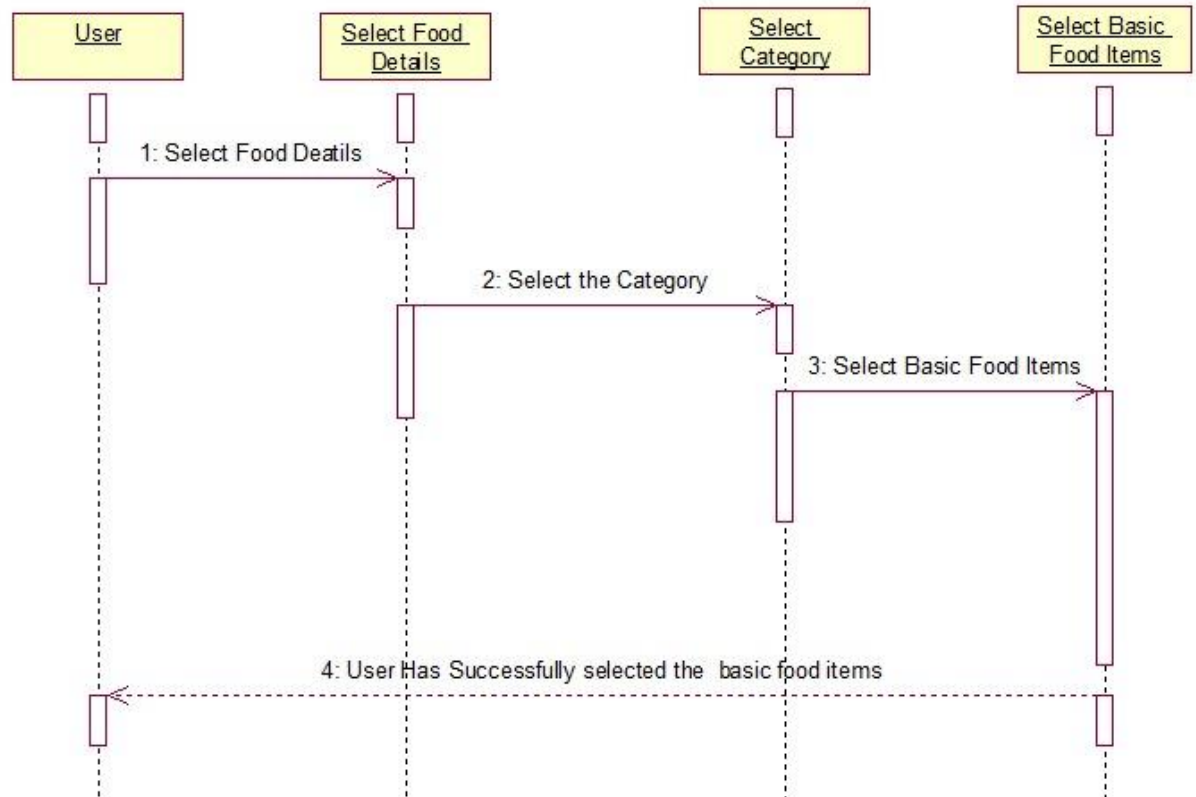 User
Select Food
Details
Select
Category
Select Basic
Food Items
1: Select Food Deatils
2: Select the Category
3: Select Basic Food Items
4: User Has Successfully selected the basic food items